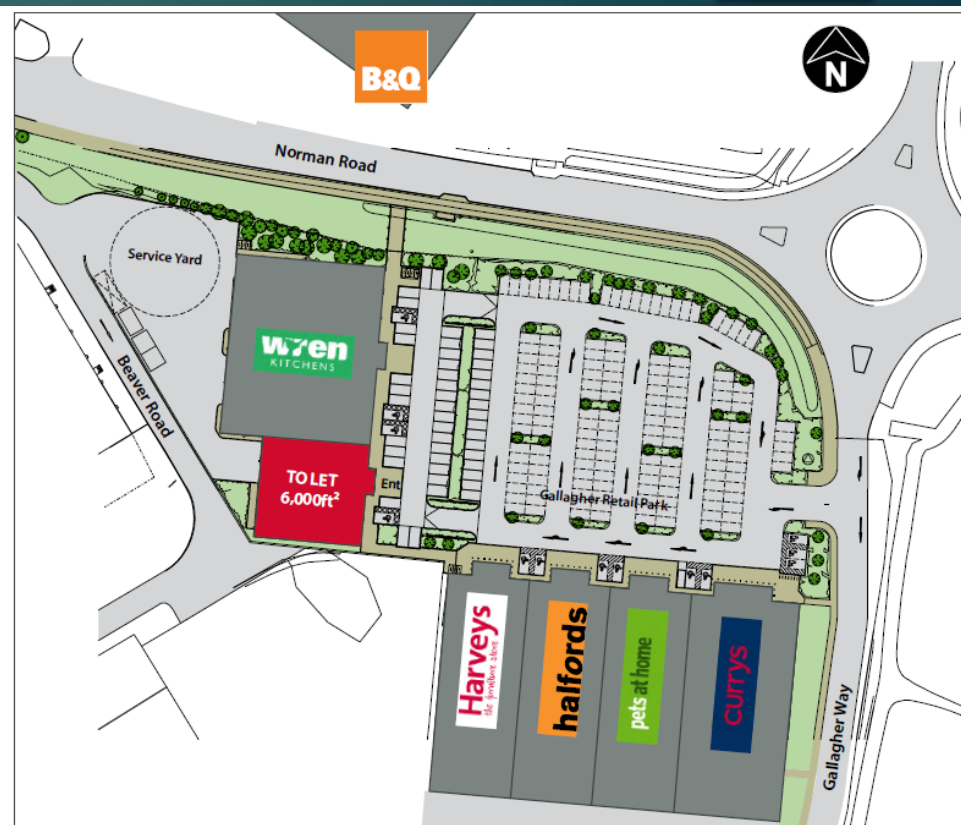 B&Q
N
Norman Road
Service Yard
wren
KITCHENS
Beaver Road
TO LET
6,000ft²
Ent
Gallagher Retail Park
Harveys
the furniture store
halfords
pets at home
currys
Gallagher Way